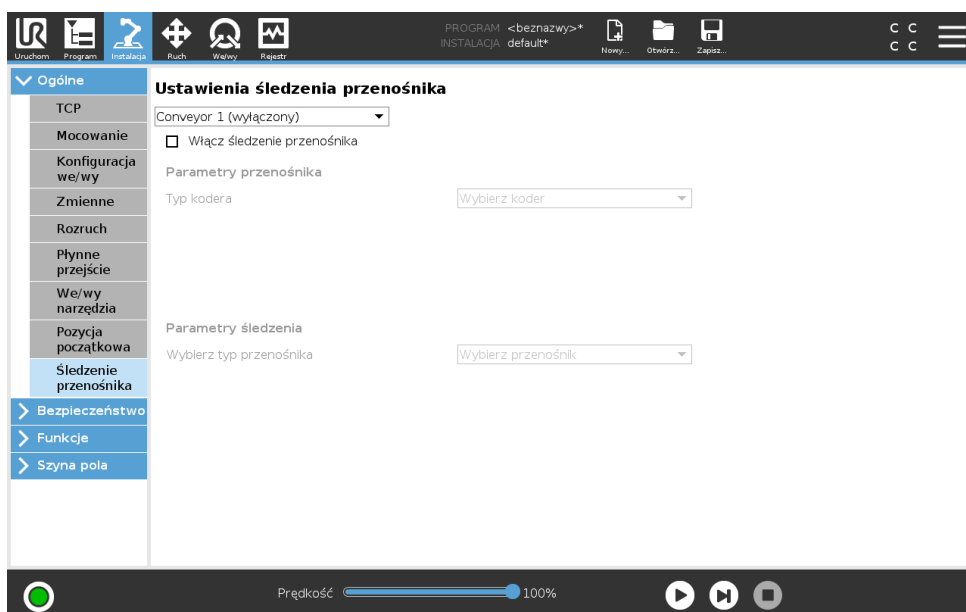 UR
PROGRAM <beznazwy>*
INSTALACJA default*
C C
C C
Uruchom Program Instalacja Ruch We/wy Rejestr
Nowy... Otwórz... Zapisz...
Ogólne
TCP
Mocowanie
Konfiguracja
we/wy
Zmienne
Rozruch
Płynne
przejście
We/wy
narzędzia
Pozycja
początkowa
Śledzenie
przenośnika
Bezpieczeństwo
Funkcje
Szyna pola
Ustawienia śledzenia przenośnika
Conveyor 1 (wyłączony)
Włącz śledzenie przenośnika
Parametry przenośnika
Typ kodera Wybierz koder
Parametry śledzenia
Wybierz typ przenośnika Wybierz przenośnik
Prędkość 100%